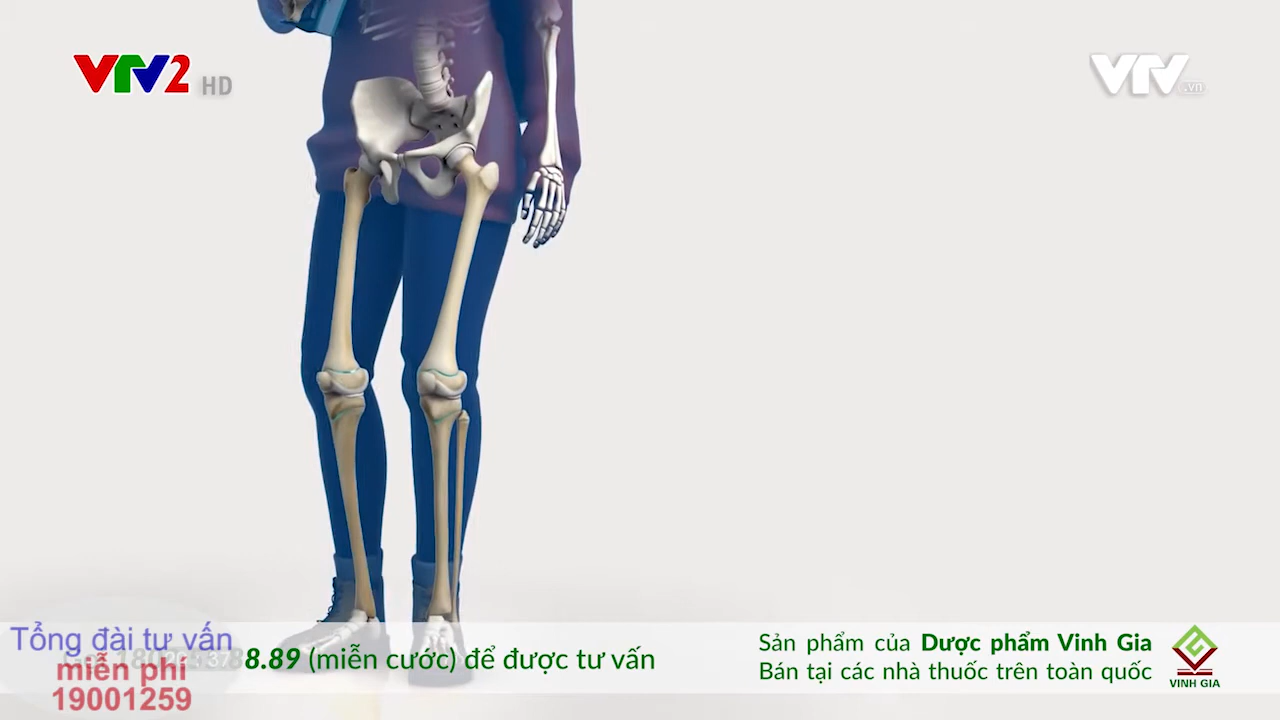 VTV2 HD
VTV.vn
Tổng đài tư vấn
miễn phí
19001259
8.89 (miễn cước) để được tư vấn
Sản phẩm của Dược phẩm Vinh Gia
Bán tại các nhà thuốc trên toàn quốc
VINH GIA